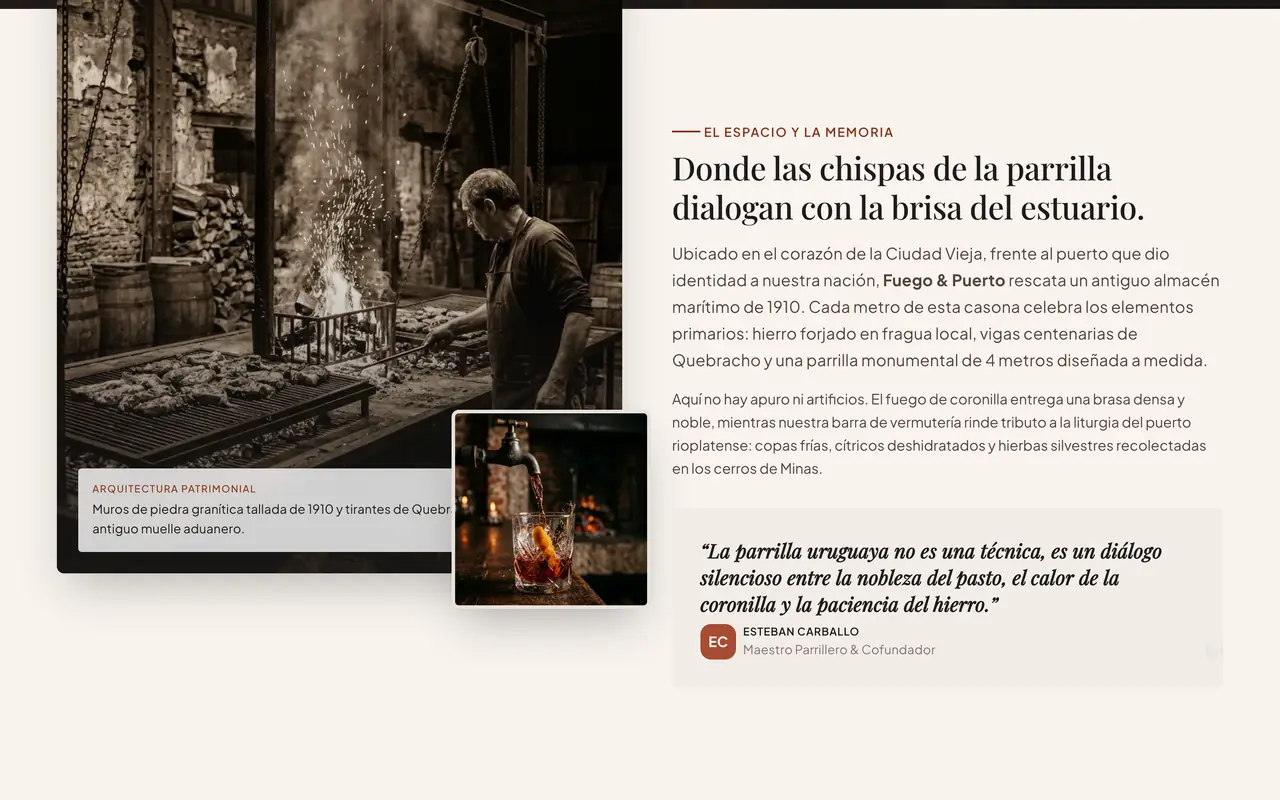 EL ESPACIO Y LA MEMORIA
Donde las chispas de la parrilla
dialogan con la brisa del estuario.
Ubicado en el corazón de la Ciudad Vieja, frente al puerto que dio
identidad a nuestra nación, Fuego & Puerto rescata un antiguo almacén
marítimo de 1910. Cada metro de esta casona celebra los elementos
primarios: hierro forjado en fragua local, vigas centenarias de
Quebracho y una parrilla monumental de 4 metros diseñada a medida.
Aquí no hay apuro ni artificios. El fuego de coronilla entrega una brasa densa y
noble, mientras nuestra barra de vermutería rinde tributo a la liturgia del puerto
rioplatense: copas frías, cítricos deshidratados y hierbas silvestres recolectadas
en los cerros de Minas.
“La parrilla uruguaya no es una técnica, es un diálogo
silencioso entre la nobleza del pasto, el calor de la
coronilla y la paciencia del hierro.”
EC
ESTEBAN CARBALLO
Maestro Parrillero & Cofundador
ARQUITECTURA PATRIMONIAL
Muros de piedra granítica tallada de 1910 y tirantes de
antiguo muelle aduanero.